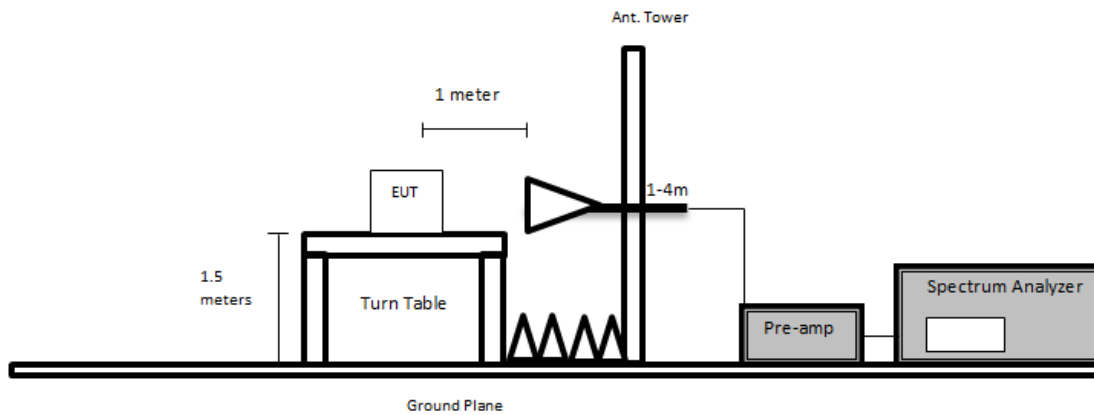 Ant. Tower
1 meter
EUT
1-4m
1.5
meters
Turn Table
Spectrum Analyzer
Pre-amp
Ground Plane